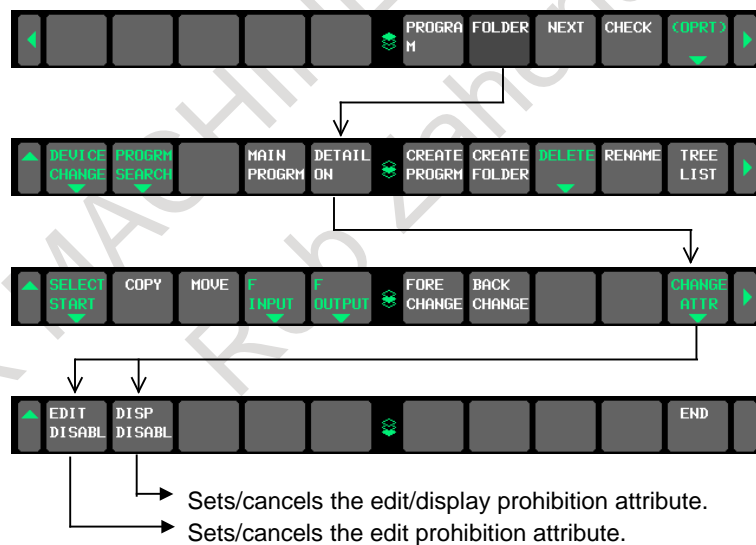 PROGRA FOLDER NEXT CHECK (OPRT)
M
DEVICE PROGRM MAIN DETAIL CREATE CREATE DELETE RENAME TREE
CHANGE SEARCH PROGRM ON PROGRM FOLDER LIST
SELECT COPY MOVE F F FORE BACK CHANGE
START INPUT OUTPUT CHANGE CHANGE ATTR
EDIT DISP END
DISABL DISABL
Sets/cancels the edit/display prohibition attribute.
Sets/cancels the edit prohibition attribute.